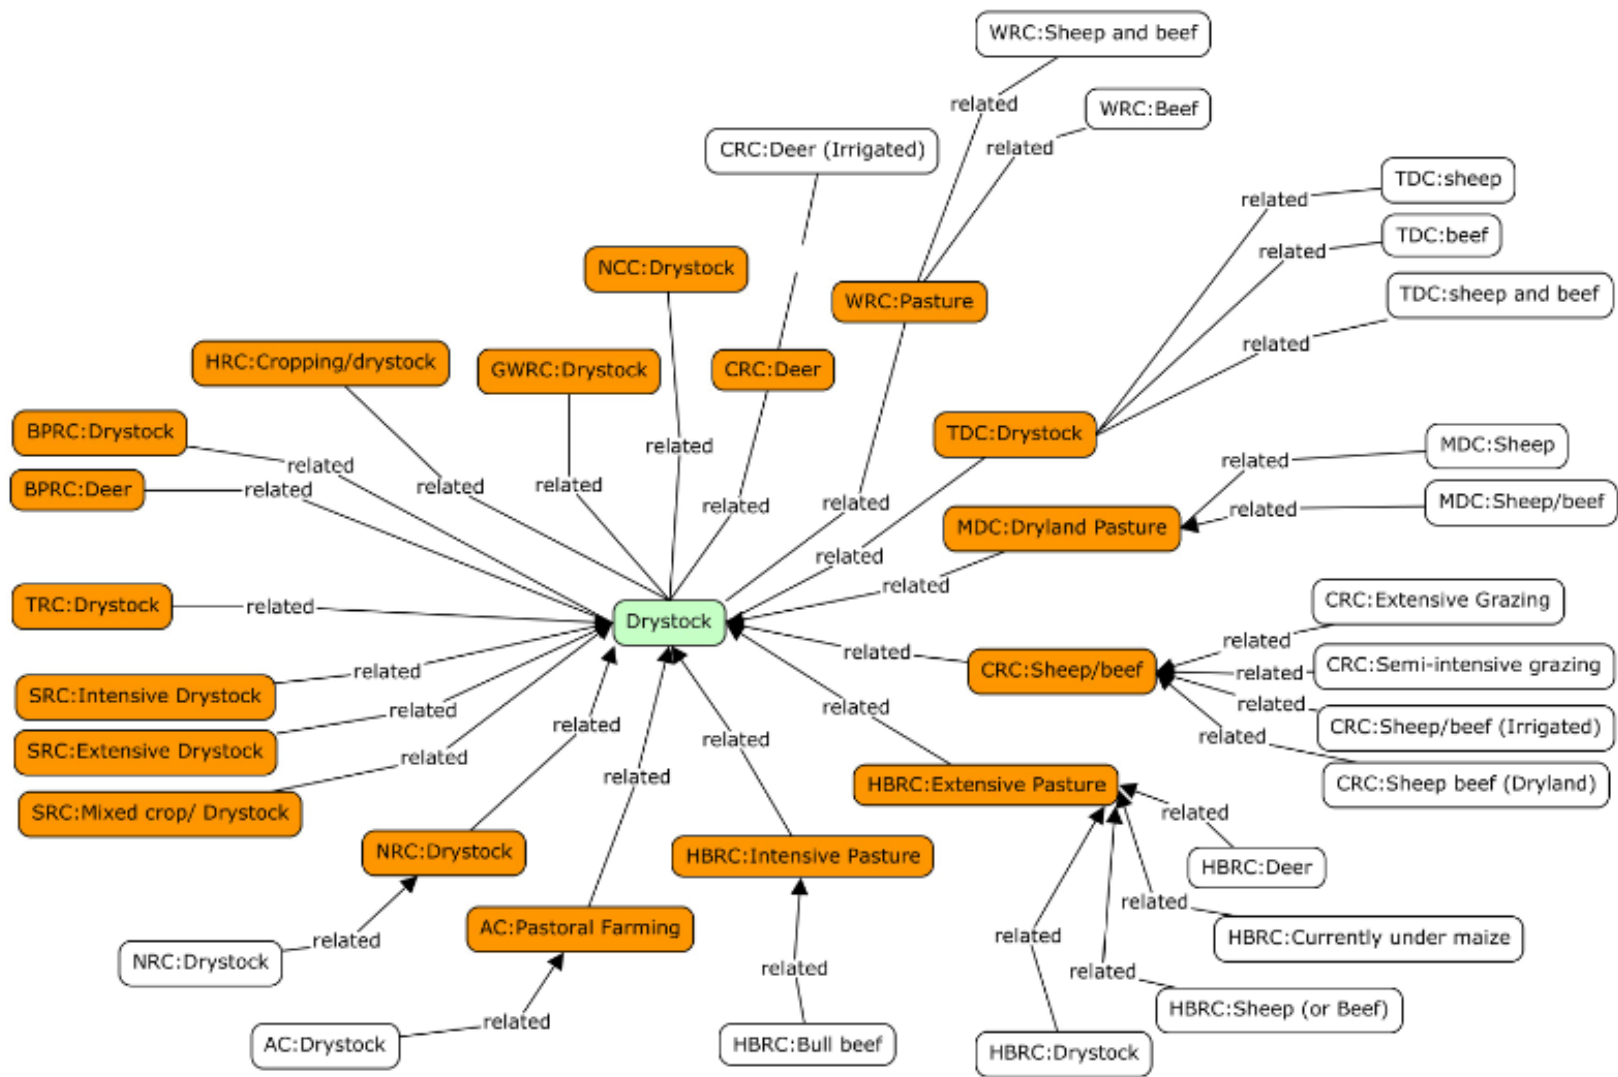 WRC:Sheep and beef
related
WRC:Beef
related
CRC:Deer (Irrigated)
TDC:sheep
related
TDC:beef
related
NCC:Drystock
WRC:Pasture
TDC:sheep and beef
related
HRC:Cropping/drystock
GWRC:Drystock
CRC:Deer
BPRC:Drystock
TDC:Drystock
related
MDC:Sheep
related
related
BPRC:Deer
related
related
related
related
related
MDC:Sheep/beef
related
MDC:Dryland Pasture
related
related
TRC:Drystock
related
Drystock
CRC:Extensive Grazing
related
related
CRC:Sheep/beef
related
CRC:Semi-intensive grazing
SRC:Intensive Drystock
related
related
CRC:Sheep/beef (Irrigated)
related
related
related
related
related
SRC:Extensive Drystock
related
related
CRC:Sheep beef (Dryland)
HBRC:Extensive Pasture
SRC:Mixed crop/ Drystock
related
NRC:Drystock
HBRC:Intensive Pasture
HBRC:Deer
related
AC:Pastoral Farming
related
related
HBRC:Currently under maize
NRC:Drystock
related
related
HBRC:Sheep (or Beef)
related
AC:Drystock
HBRC:Bull beef
HBRC:Drystock